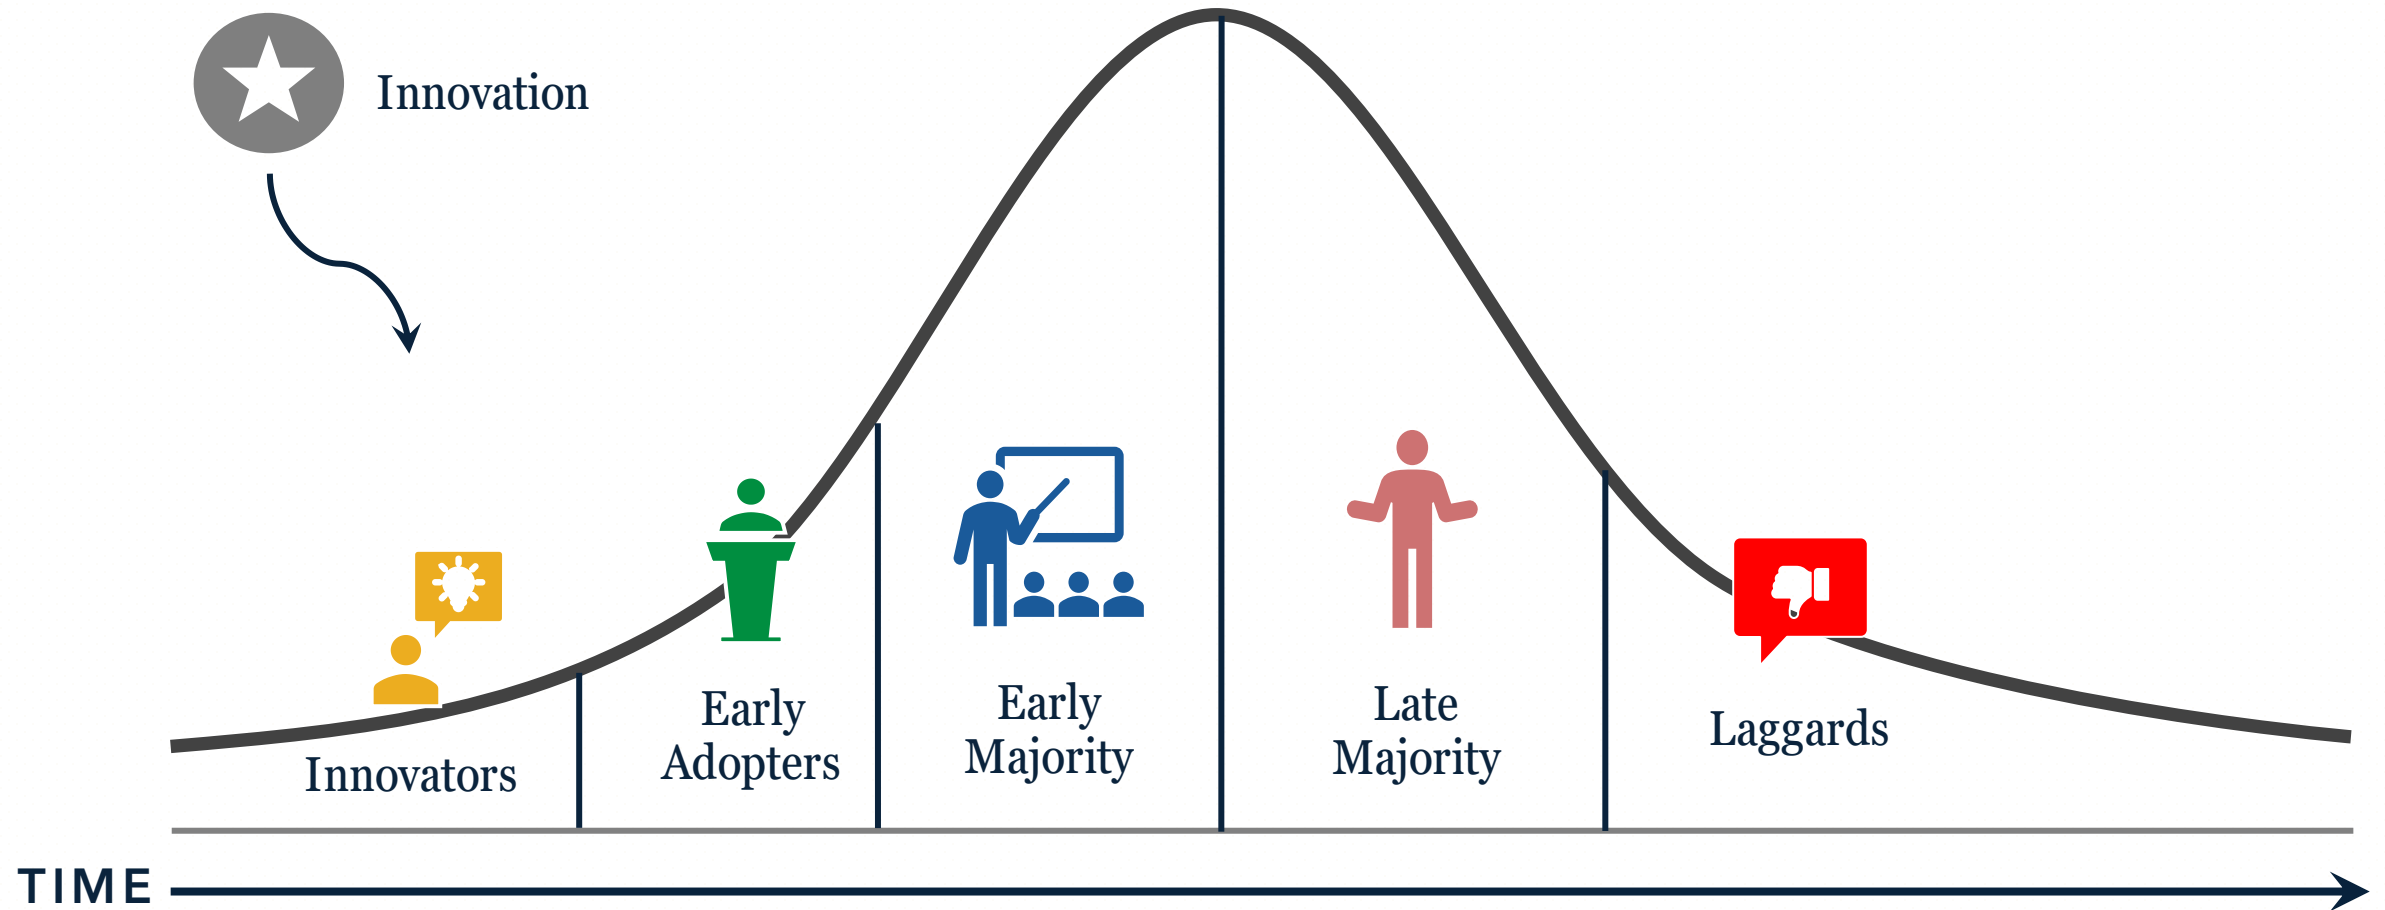 Innovation
Innovators
Early
Adopters
Early
Majority
Late
Majority
Laggards
TIME